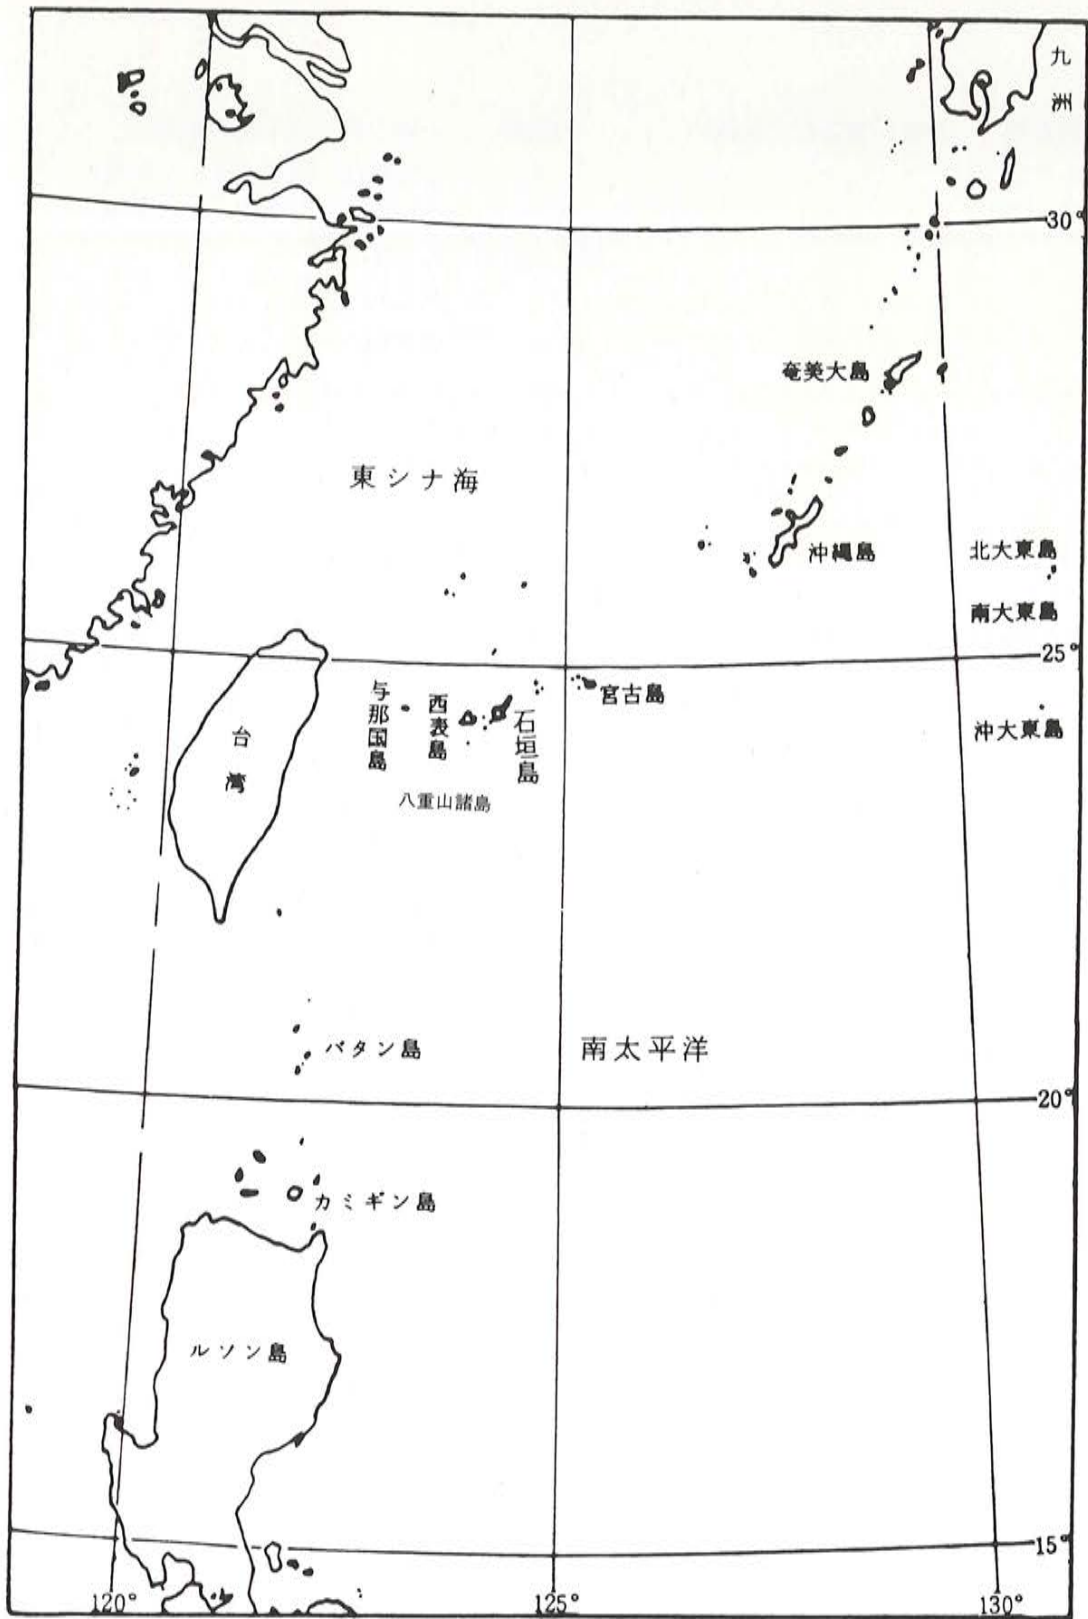 九州
30°
奄美大島
東シナ海
沖縄島
北大東島
南大東島
25°
与那国島
西表島
石垣島
宮古島
沖大東島
台湾
八重山諸島
バタン島
南太平洋
20°
カミギン島
ルソン島
15°
120°
125°
130°